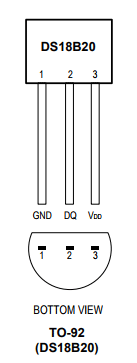 DS18B20
1 2 3
GND DQ VDD
1 2 3
BOTTOM VIEW
TO-92
(DS18B20)